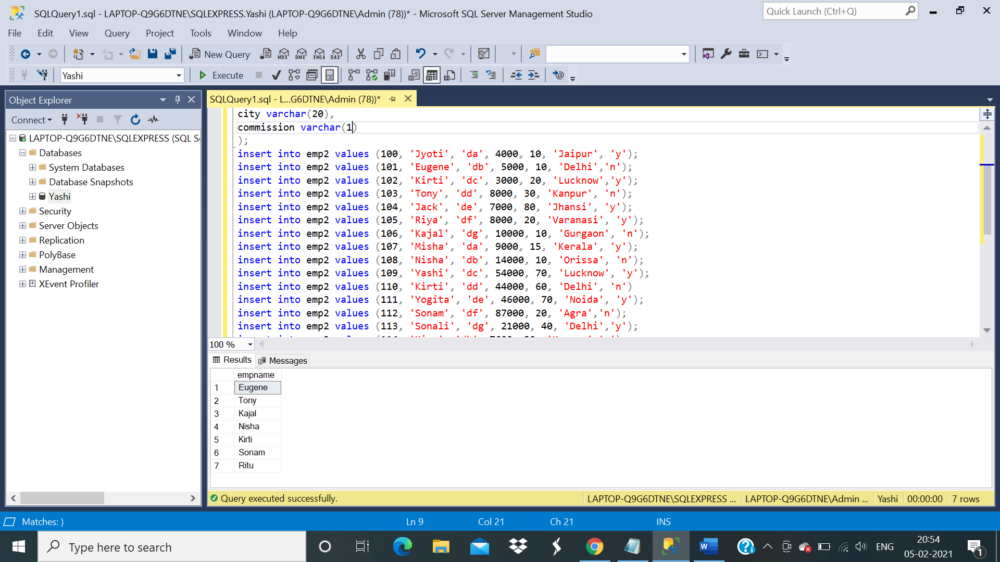 SQLQuery1.sql - LAPTOP-Q9G6DTNE\SQLEXPRESS.Yashi (LAPTOP-Q9G6DTNE\Admin (78))* - Microsoft SQL Server Management Studio
Quick Launch (Ctrl+Q)
File Edit View Query Project Tools Window Help
New Query MDX DMX XMLA DAX
Yashi Execute
Object Explorer
SQLQuery1.sql - L...G6DTNE\Admin (78))*
Connect
LAPTOP-Q9G6DTNE\SQLEXPRESS (SQL S
Databases
System Databases
Database Snapshots
Yashi
Security
Server Objects
Replication
PolyBase
Management
XEvent Profiler
city varchar(20),
commission varchar(1)
);
insert into emp2 values (100, 'Jyoti', 'da', 4000, 10, 'Jaipur', 'y');
insert into emp2 values (101, 'Eugene', 'db', 5000, 10, 'Delhi','n');
insert into emp2 values (102, 'Kirti', 'dc', 3000, 20, 'Lucknow','y');
insert into emp2 values (103, 'Tony', 'dd', 8000, 30, 'Kanpur', 'n');
insert into emp2 values (104, 'Jack', 'de', 7000, 80, 'Jhansi', 'y');
insert into emp2 values (105, 'Riya', 'df', 8000, 20, 'Varanasi', 'y');
insert into emp2 values (106, 'Kajal', 'dg', 10000, 10, 'Gurgaon', 'n');
insert into emp2 values (107, 'Misha', 'da', 9000, 15, 'Kerala', 'y');
insert into emp2 values (108, 'Nisha', 'db', 14000, 10, 'Orissa', 'n');
insert into emp2 values (109, 'Yashi', 'dc', 54000, 70, 'Lucknow', 'y');
insert into emp2 values (110, 'Kirti', 'dd', 44000, 60, 'Delhi', 'n')
insert into emp2 values (111, 'Yogita', 'de', 46000, 70, 'Noida', 'y');
insert into emp2 values (112, 'Sonam', 'df', 87000, 20, 'Agra','n');
insert into emp2 values (113, 'Sonali', 'dg', 21000, 40, 'Delhi','y');
100 %
Results Messages
empname
1 Eugene
2 Tony
3 Kajal
4 Nisha
5 Kirti
6 Sonam
7 Ritu
Query executed successfully. LAPTOP-Q9G6DTNE\SQLEXPRESS ... LAPTOP-Q9G6DTNE\Admin ... Yashi 00:00:00 7 rows
Matches: ) Ln 9 Col 21 Ch 21 INS
Type here to search
ENG
20:54
05-02-2021
1